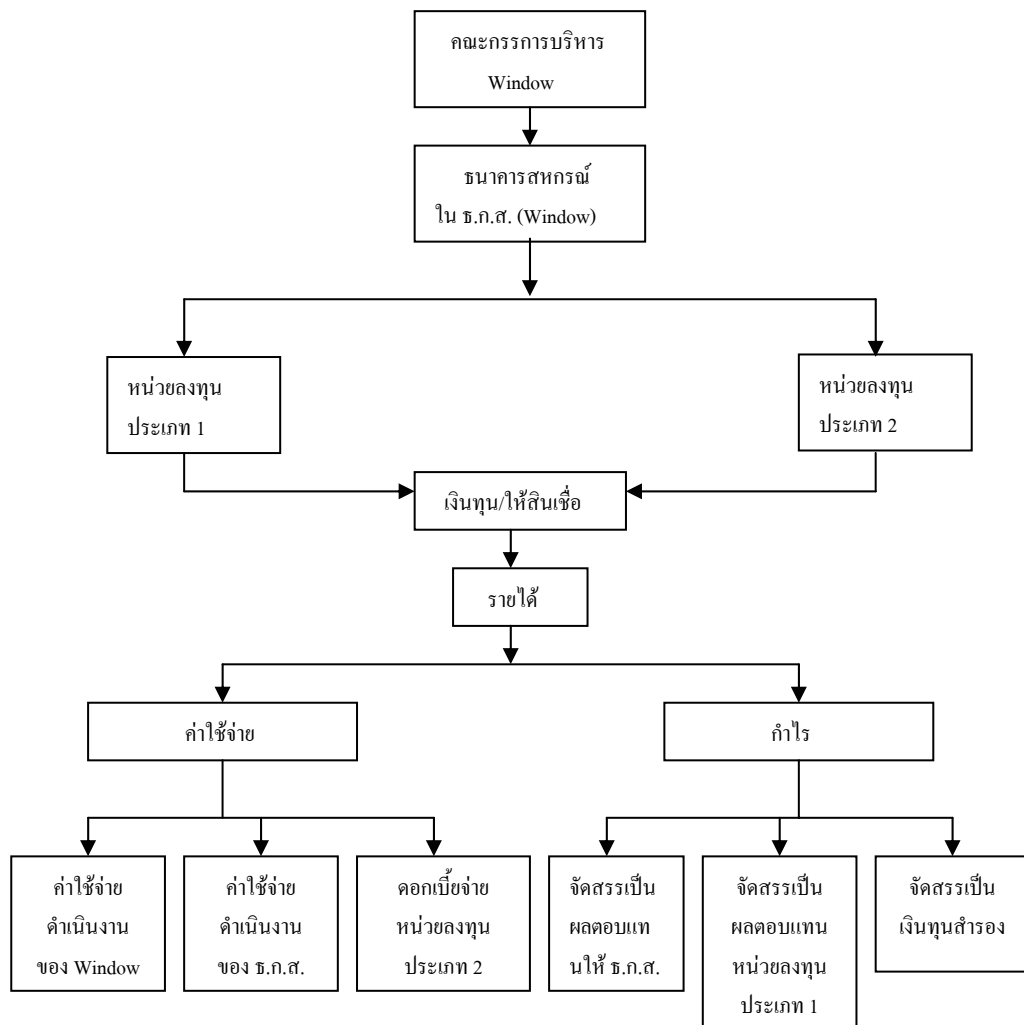 คณะกรรการบริหาร
Window
ธนาคารสหกรณ์
ใน ธ.ก.ส. (Window)
หน่วยลงทุน
ประเภท 1
หน่วยลงทุน
ประเภท 2
เงินทุน/ให้สินเชื่อ
รายได้
ค่าใช้จ่าย
กำไร
ค่าใช้จ่าย
ดำเนินงาน
ของ Window
ค่าใช้จ่าย
ดำเนินงาน
ของ ธ.ก.ส.
ดอกเบี้ยจ่าย
หน่วยลงทุน
ประเภท 2
จัดสรรเป็น
ผลตอบแท
นให้ ธ.ก.ส.
จัดสรรเป็น
ผลตอบแทน
หน่วยลงทุน
ประเภท 1
จัดสรรเป็น
เงินทุนสำรอง